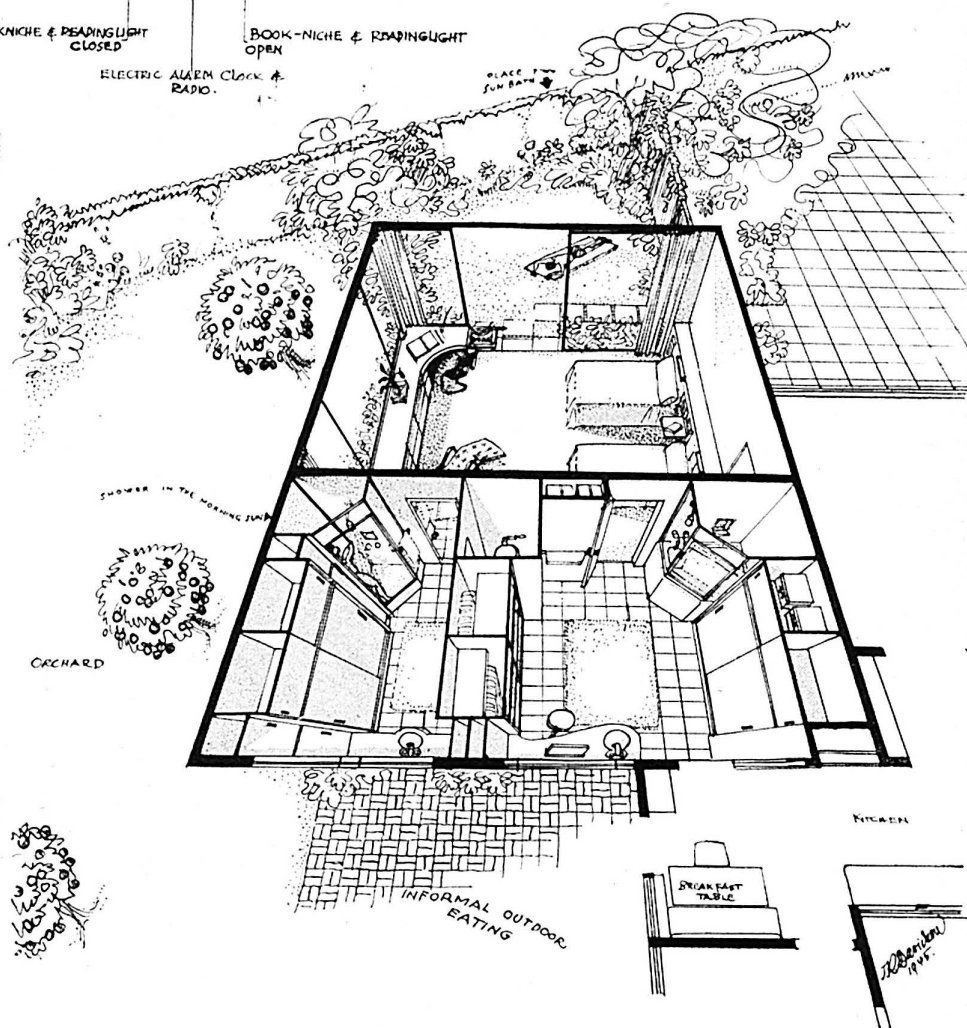 KNICHE & READINGLIGHT
CLOSED
BOOK-NICHE & READINGLIGHT
OPEN
ELECTRIC ALARM CLOCK &
RADIO.
PLACE FOR
SUN BATH
SHOWER IN THE MORNING SUN
ORCHARD
KITCHEN
BREAKFAST
TABLE
INFORMAL OUTDOOR
EATING
JRDavidson
1945.